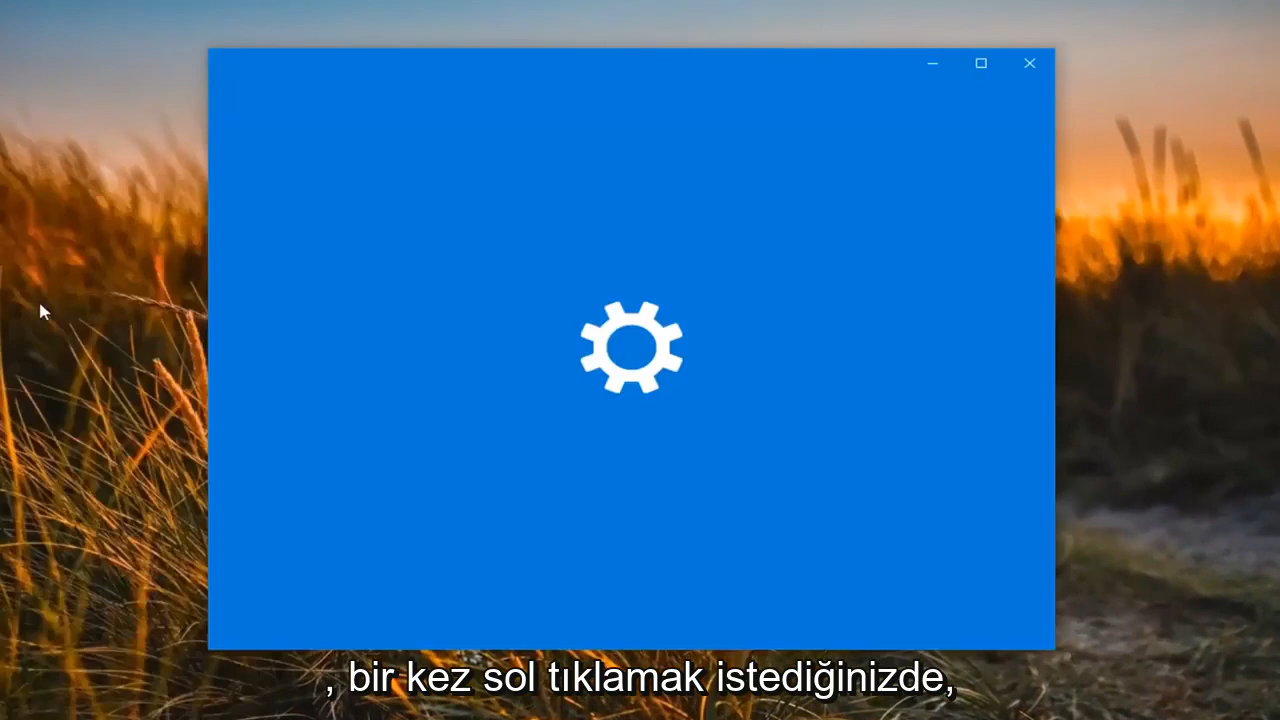 , bir kez sol tıklamak istediğinizde,